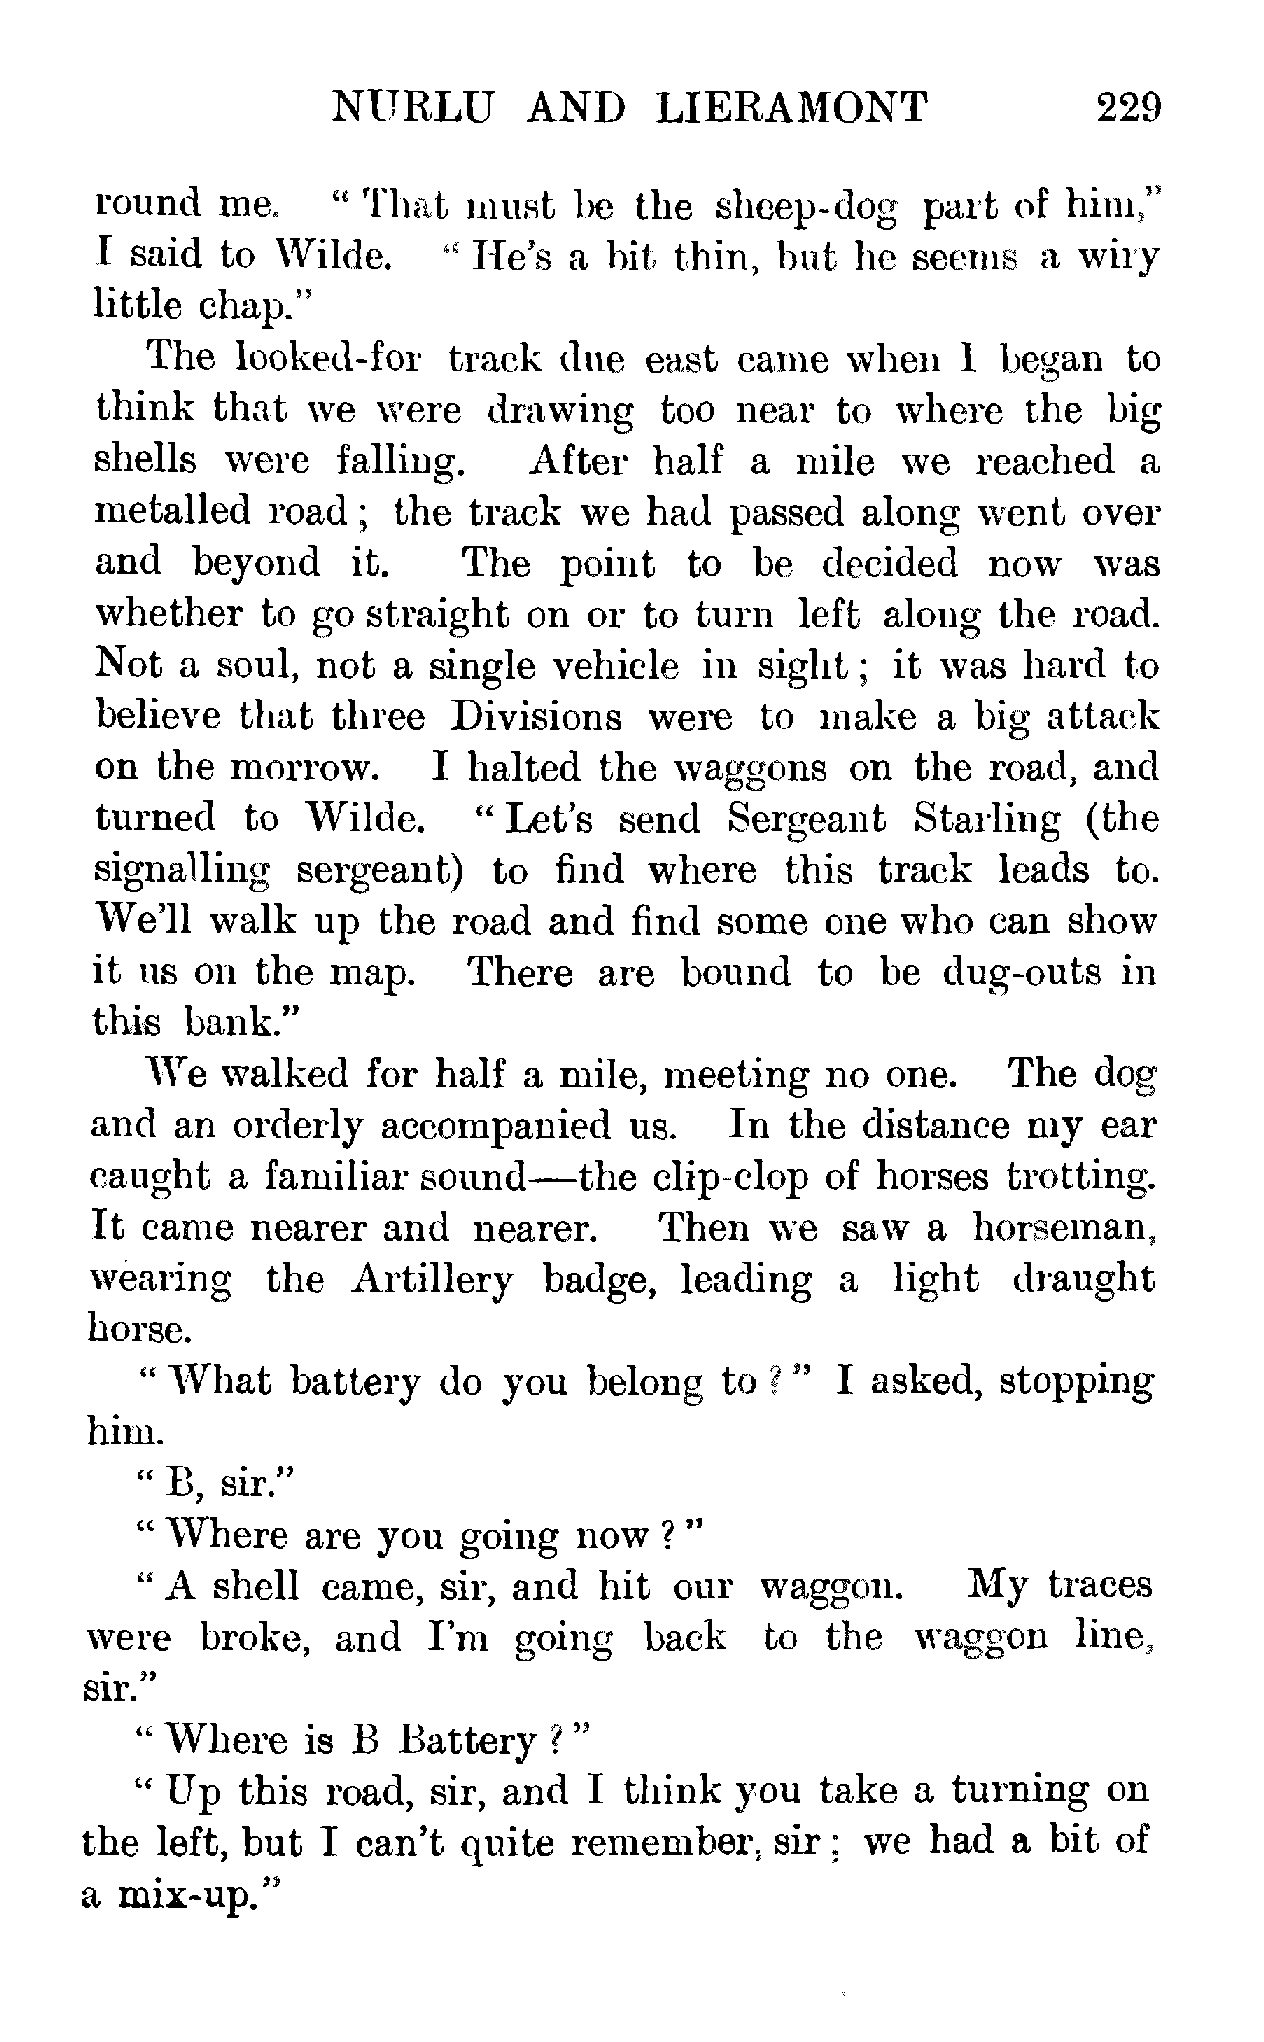 NURLU AND LIERAMONT 229
round me. “ That must be the sheep-dog part of him,”
I said to Wilde. “ He’s a bit thin, but he seems a wiry
little chap.”
The looked-for track due east came when I began to
think that we were drawing too near to where the big
shells were falling. After half a mile we reached a
metalled road ; the track we had passed along went over
and beyond it. The point to be decided now was
whether to go straight on or to turn left along the road.
Not a soul, not a single vehicle in sight ; it was hard to
believe that three Divisions were to make a big attack
on the morrow. I halted the waggons on the road, and
turned to Wilde. “ Let’s send Sergeant Starling (the
signalling sergeant) to find where this track leads to.
We’ll walk up the road and find some one who can show
it us on the map. There are bound to be dug-outs in
this bank.”
We walked for half a mile, meeting no one. The dog
and an orderly accompanied us. In the distance my ear
caught a familiar sound—the clip-clop of horses trotting.
It came nearer and nearer. Then we saw a horseman,
wearing the Artillery badge, leading a light draught
horse.
“ What battery do you belong to ? ” I asked, stopping
him.
“ B, sir.”
“ Where are you going now ? ”
“ A shell came, sir, and hit our waggon. My traces
were broke, and I’m going back to the waggon line,
sir.”
“ Where is B Battery ? ”
“ Up this road, sir, and I think you take a turning on
the left, but I can’t quite remember, sir ; we had a bit of
a mix-up.”